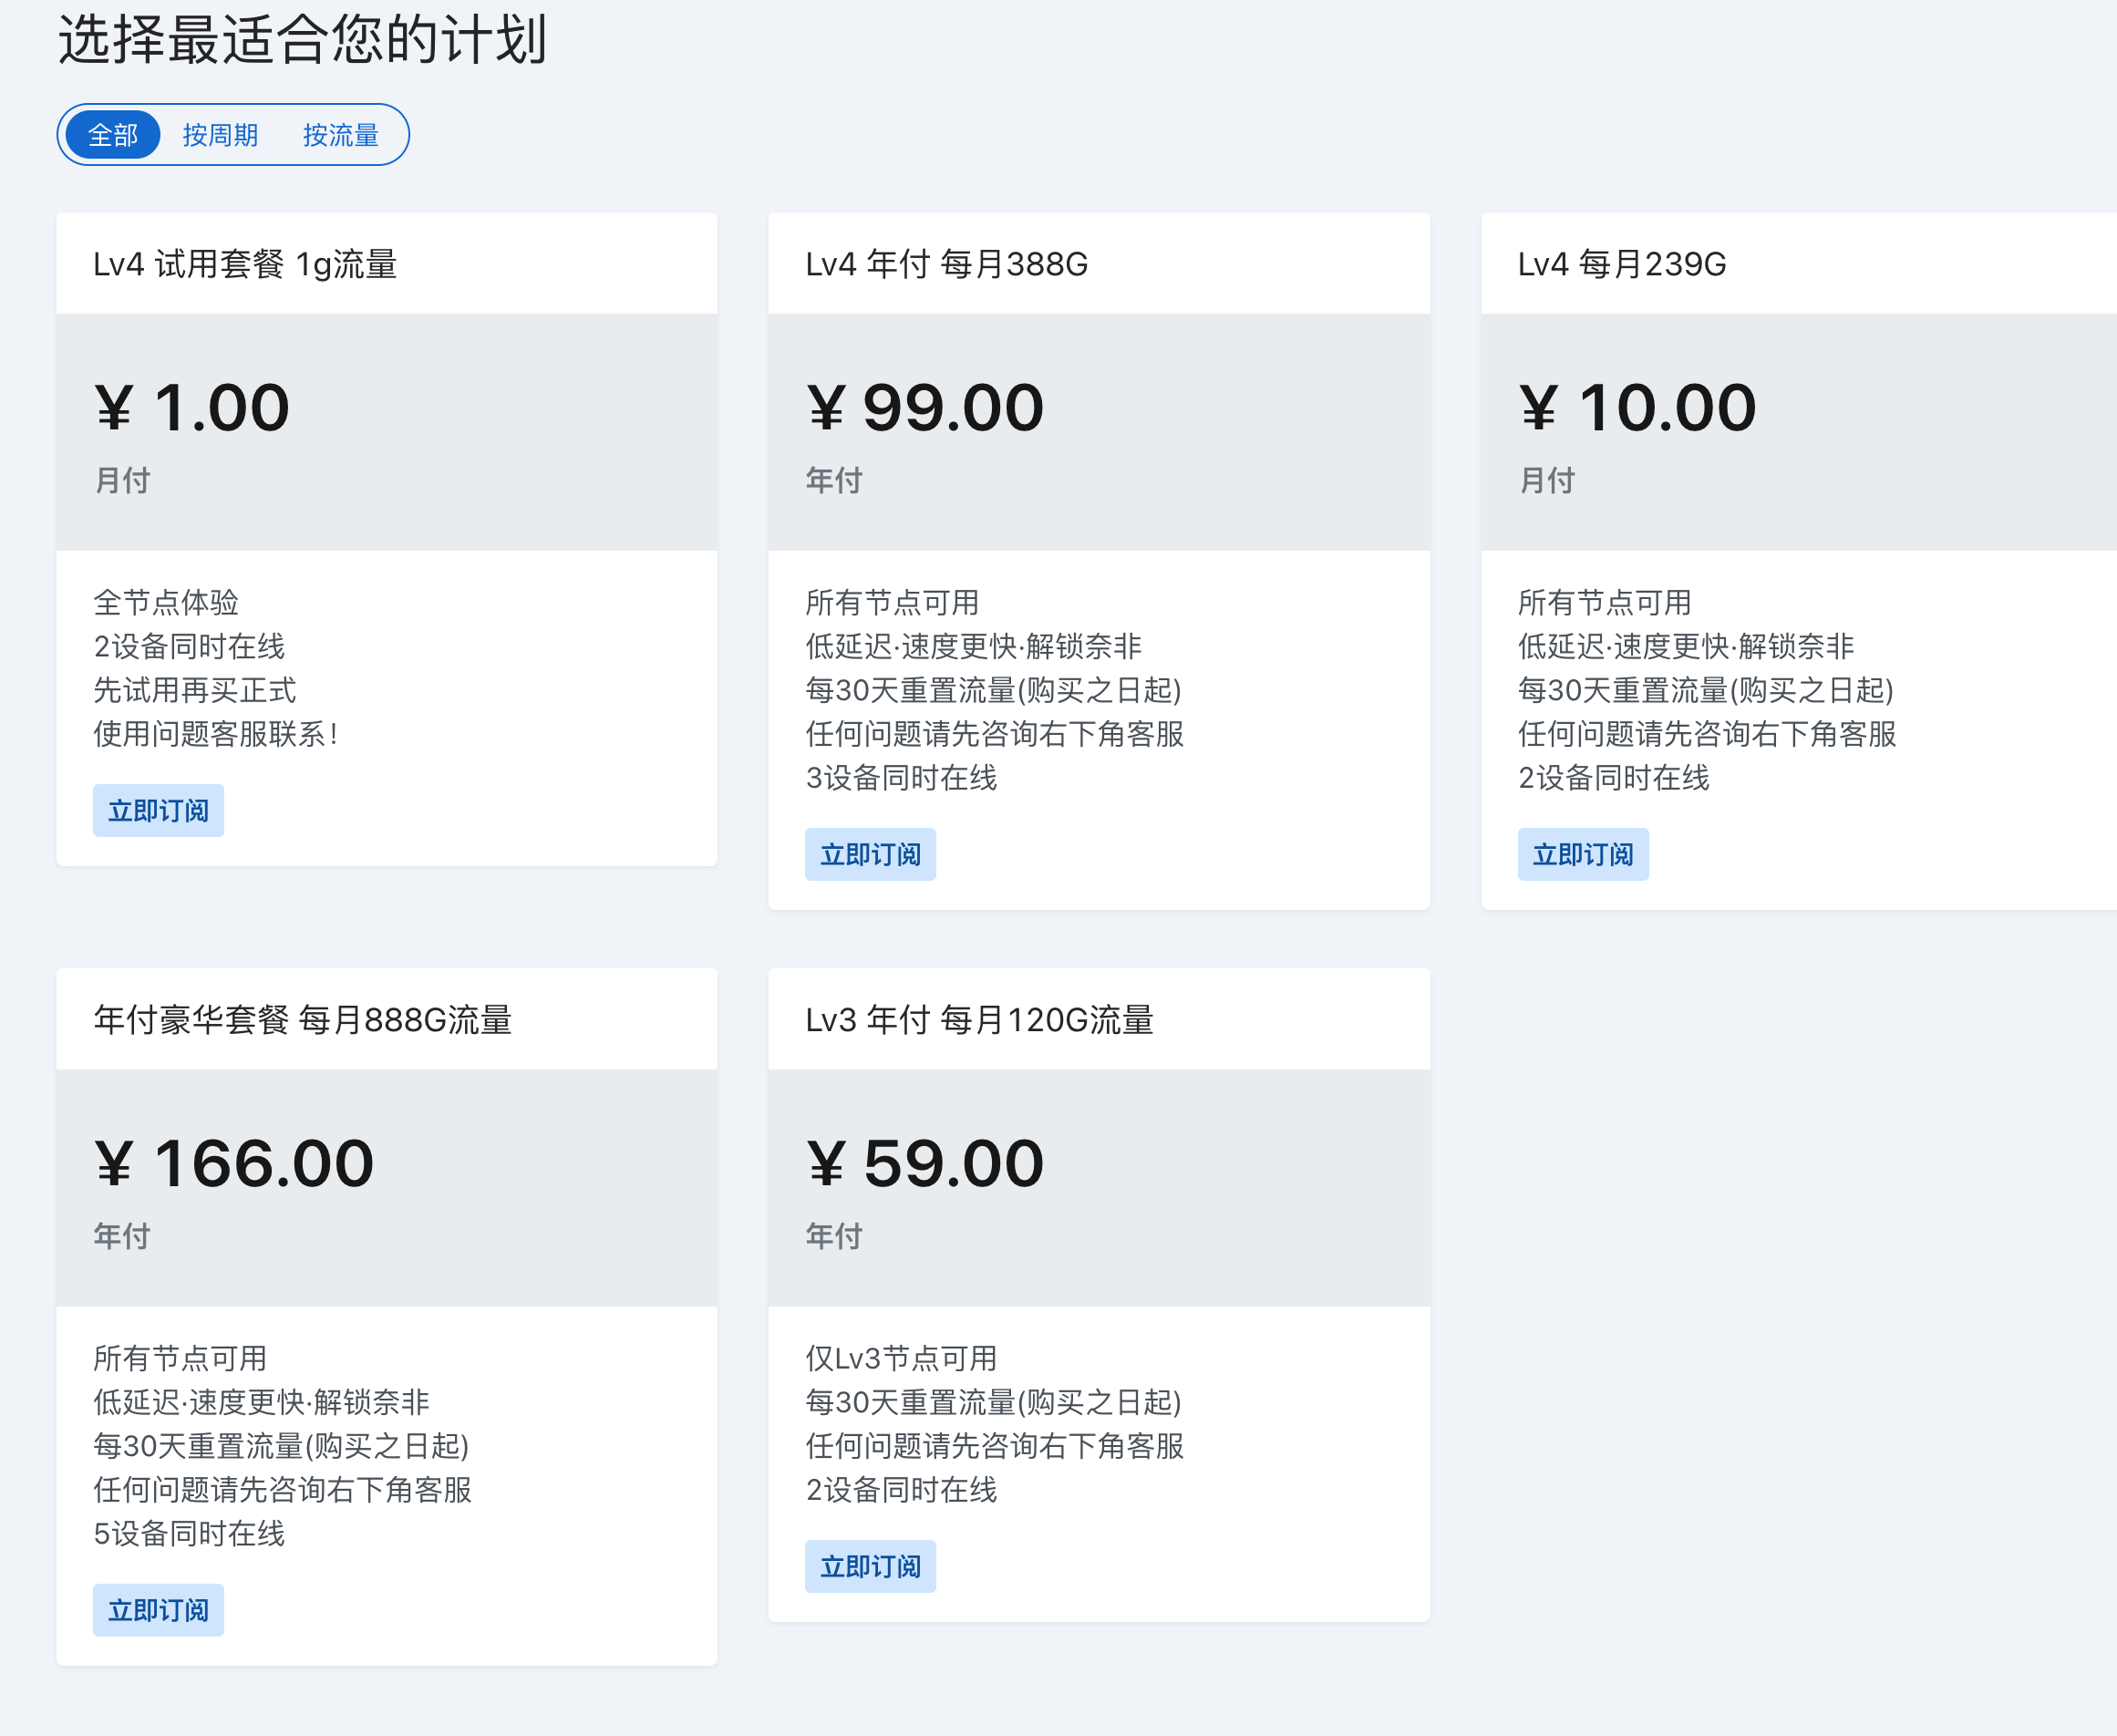 选择最适合您的计划
全部 按周期 按流量
Lv4 试用套餐 1g流量
¥ 1.00
月付
全节点体验
2设备同时在线
先试用再买正式
使用问题客服联系!
立即订阅
Lv4 年付 每月388G
¥ 99.00
年付
所有节点可用
低延迟·速度更快·解锁奈非
每30天重置流量(购买之日起)
任何问题请先咨询右下角客服
3设备同时在线
立即订阅
Lv4 每月239G
¥ 10.00
月付
所有节点可用
低延迟·速度更快·解锁奈非
每30天重置流量(购买之日起)
任何问题请先咨询右下角客服
2设备同时在线
立即订阅
年付豪华套餐 每月888G流量
¥ 166.00
年付
所有节点可用
低延迟·速度更快·解锁奈非
每30天重置流量(购买之日起)
任何问题请先咨询右下角客服
5设备同时在线
立即订阅
Lv3 年付 每月120G流量
¥ 59.00
年付
仅Lv3节点可用
每30天重置流量(购买之日起)
任何问题请先咨询右下角客服
2设备同时在线
立即订阅